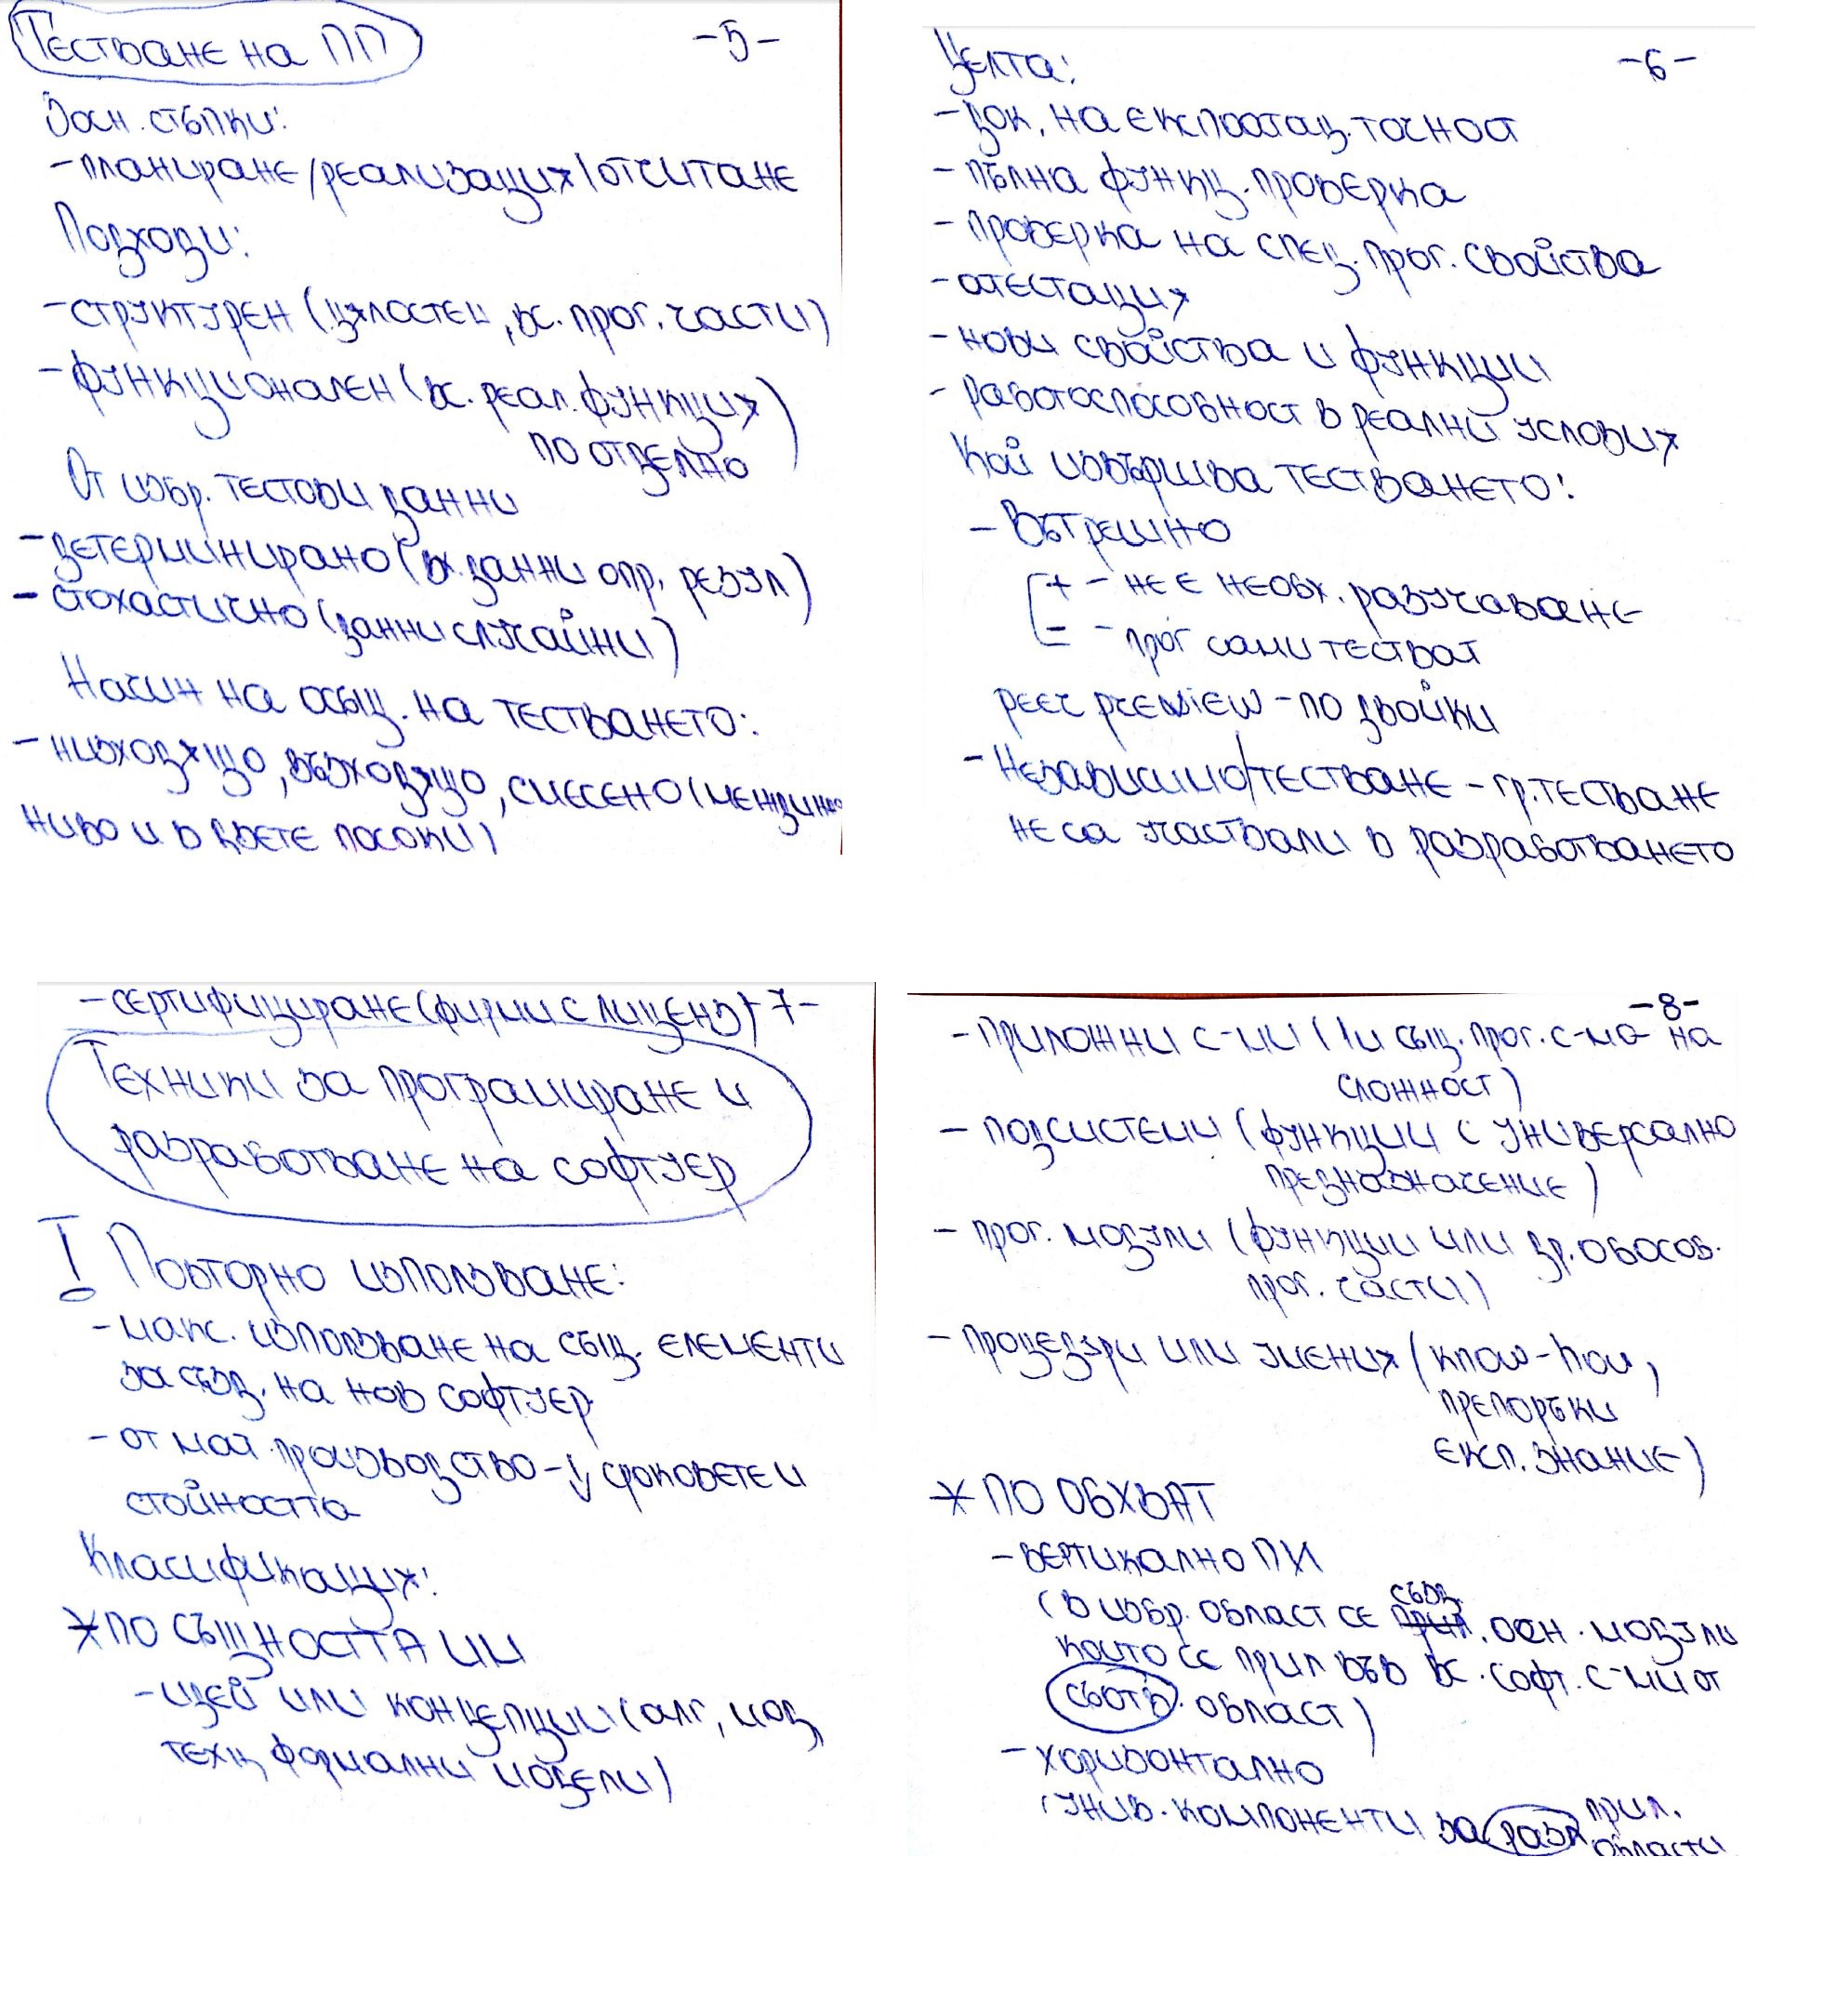 Тестване на ПП
-5-
3 осн. стъпки:
- планиране/реализация/отчитане
Подходи:
- структурен (цялостен, вс. прог. части)
- функционален (вс. реал. функция
по отделно)
От избр. тестови данни
- детерминирано (вх. данни опр. резул)
- стохастично (данни случайни)
Начин на осъщ. на тестването:
- низходящо, възходящо, смесено (междинно
ниво и в двете посоки)
Целта:
-6-
- док. на експлоатац. точност
- пълна функц. проверка
- проверка на спец. прог. свойства
- атестация
- нови свойства и функции
- работоспособност в реални условия
Кой извършва тестването:
- Вътрешно
+ - не е необх. разучаване
- - прог сами тестват
peer preview - по двойки
- Независимо/тестване - гр. тестване
не са участвали в разработването
- сертифициране (фирми с лиценз)
-7-
Техники за програмиране и
разработване на софтуер
I Повторно използване:
- макс. използване на същ. елементи
за създ. на нов софтуер
- от мат. производство - ↓ сроковете и
стойността
Класификация:
* ПО СЪЩНОСТТА ИМ
- идей или концепции (алг, мод,
техн, формални модели)
-8-
- приложни с-ми (1 и същ. прог. с-ма на
сложност)
- подсистеми (функции с универсално
предназначение)
- прог. модули (функции или др. обособ.
прог. части)
- процедури или умения (know-how,
препоръки
експ. знание)
* ПО ОБХВАТ
- вертикално ПИ
(в избр. област се създ. осн. модули
които се прил във вс. софт. с-ми от
съотв. област)
- хоризонтално
(унив. компоненти за разл прил.
области